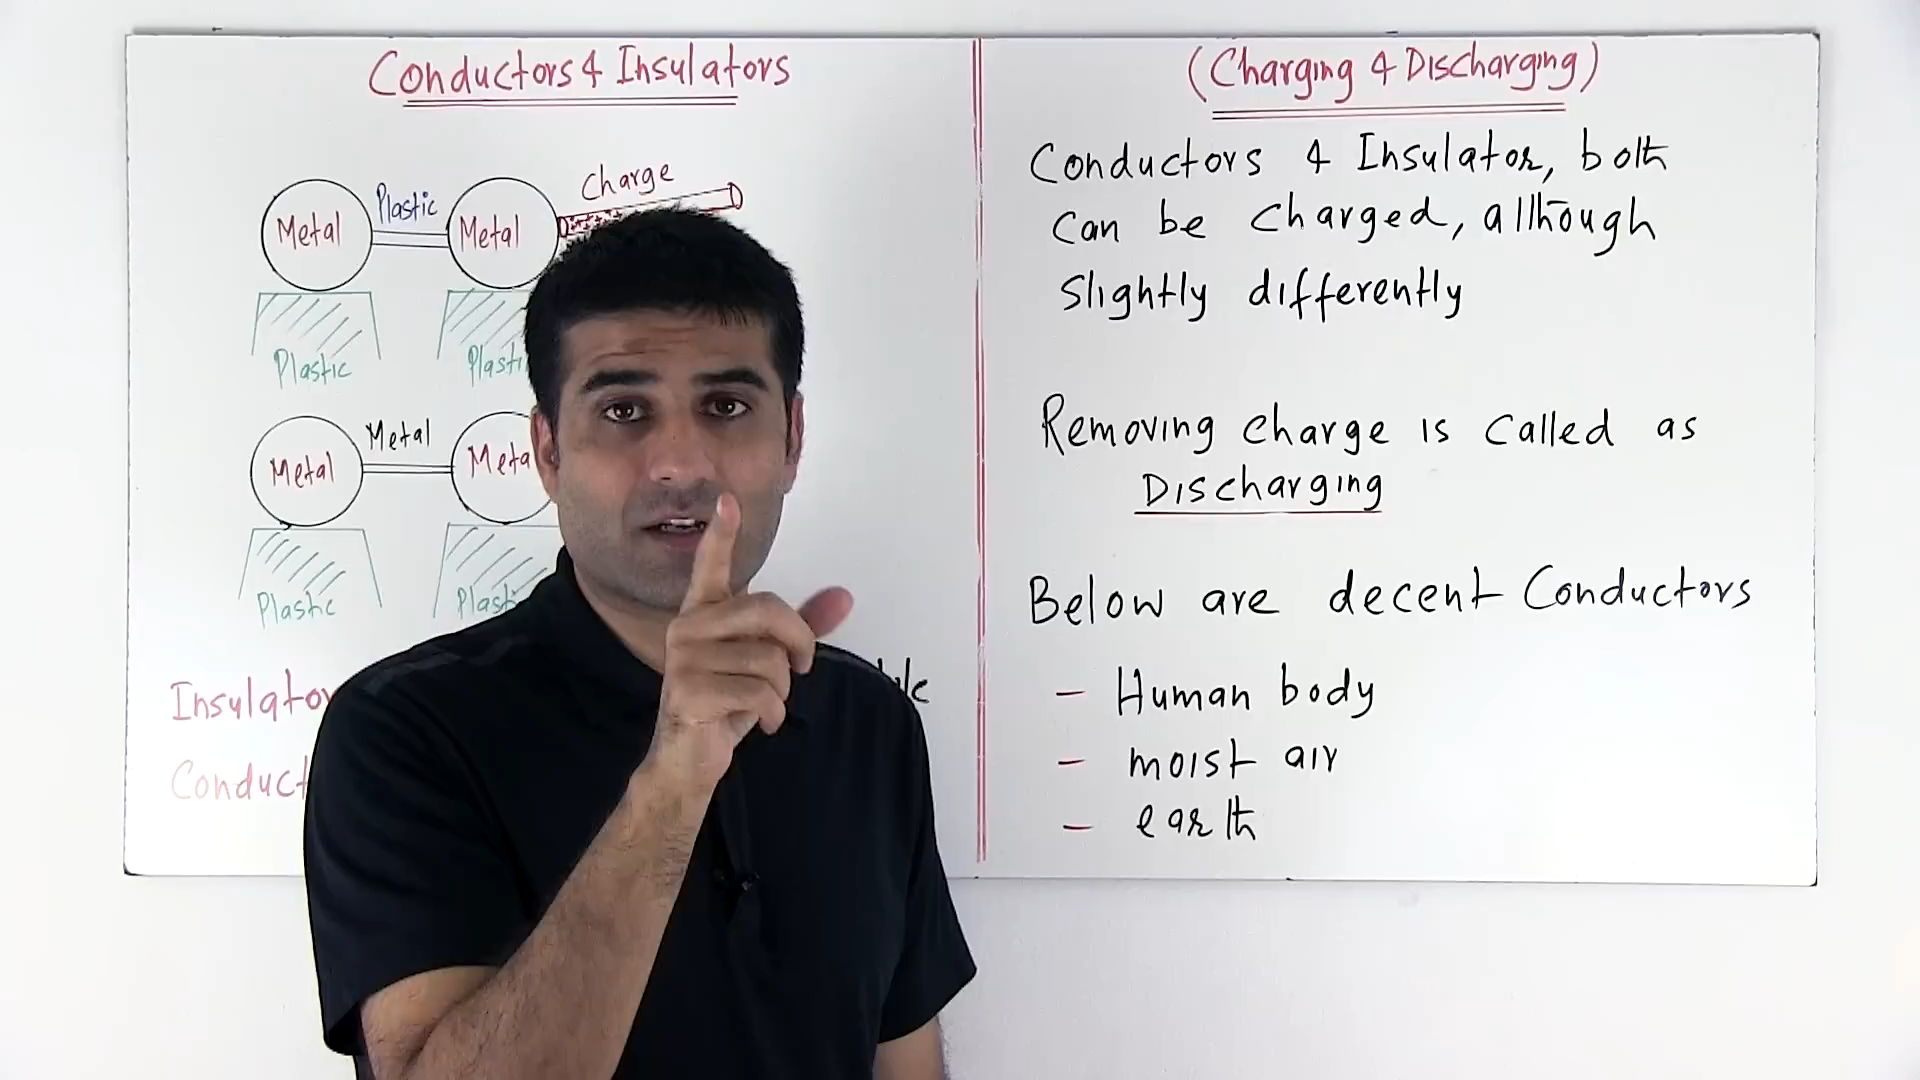 Conductors & Insulators
Charge
Metal Plastic Metal
Plastic
Metal Metal
Plastic
(Charging & Discharging)
Conductors & Insulator, both
can be charged, although
slightly differently
Removing charge is called as
Discharging
Below are decent Conductors
- Human body
- moist air
- earth